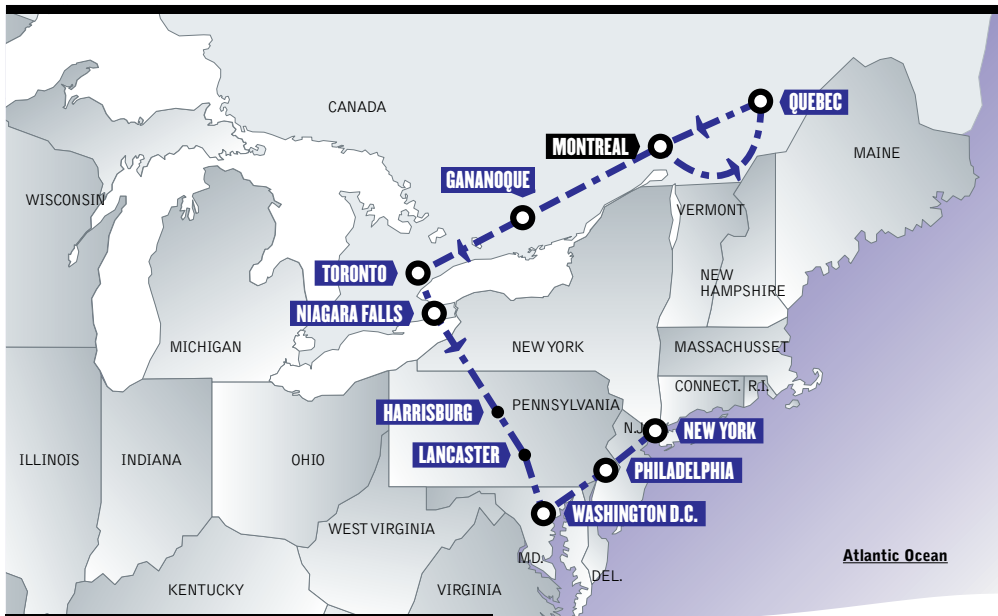 CANADA
QUEBEC
MONTREAL
MAINE
GANANOQUE
WISCONSIN
VERMONT
TORONTO
NEW
HAMPSHIRE
NIAGARA FALLS
MICHIGAN
NEW YORK
MASSACHUSSET
CONNECT.
R.I.
HARRISBURG
PENNSYLVANIA
N.J.
NEW YORK
LANCASTER
ILLINOIS
INDIANA
OHIO
PHILADELPHIA
WASHINGTON D.C.
WEST VIRGINIA
MD.
Atlantic Ocean
DEL.
KENTUCKY
VIRGINIA